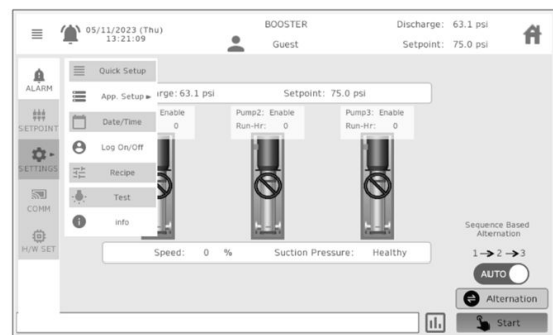 05/11/2023 (Thu)
13:21:09
BOOSTER
Guest
Discharge: 63.1 psi
Setpoint: 75.0 psi
ALARM
SETPOINT
SETTINGS
COMM
H/W SET
Quick Setup
App. Setup
Date/Time
Log On/Off
Recipe
Test
info
rge: 63.1 psi Setpoint: 75.0 psi
Enable
0
Pump2: Enable
Run-Hr: 0
Pump3: Enable
Run-Hr: 0
Speed: 0 % Suction Pressure: Healthy
Sequence Based
Alternation
1→2→3
AUTO
Alternation
Start